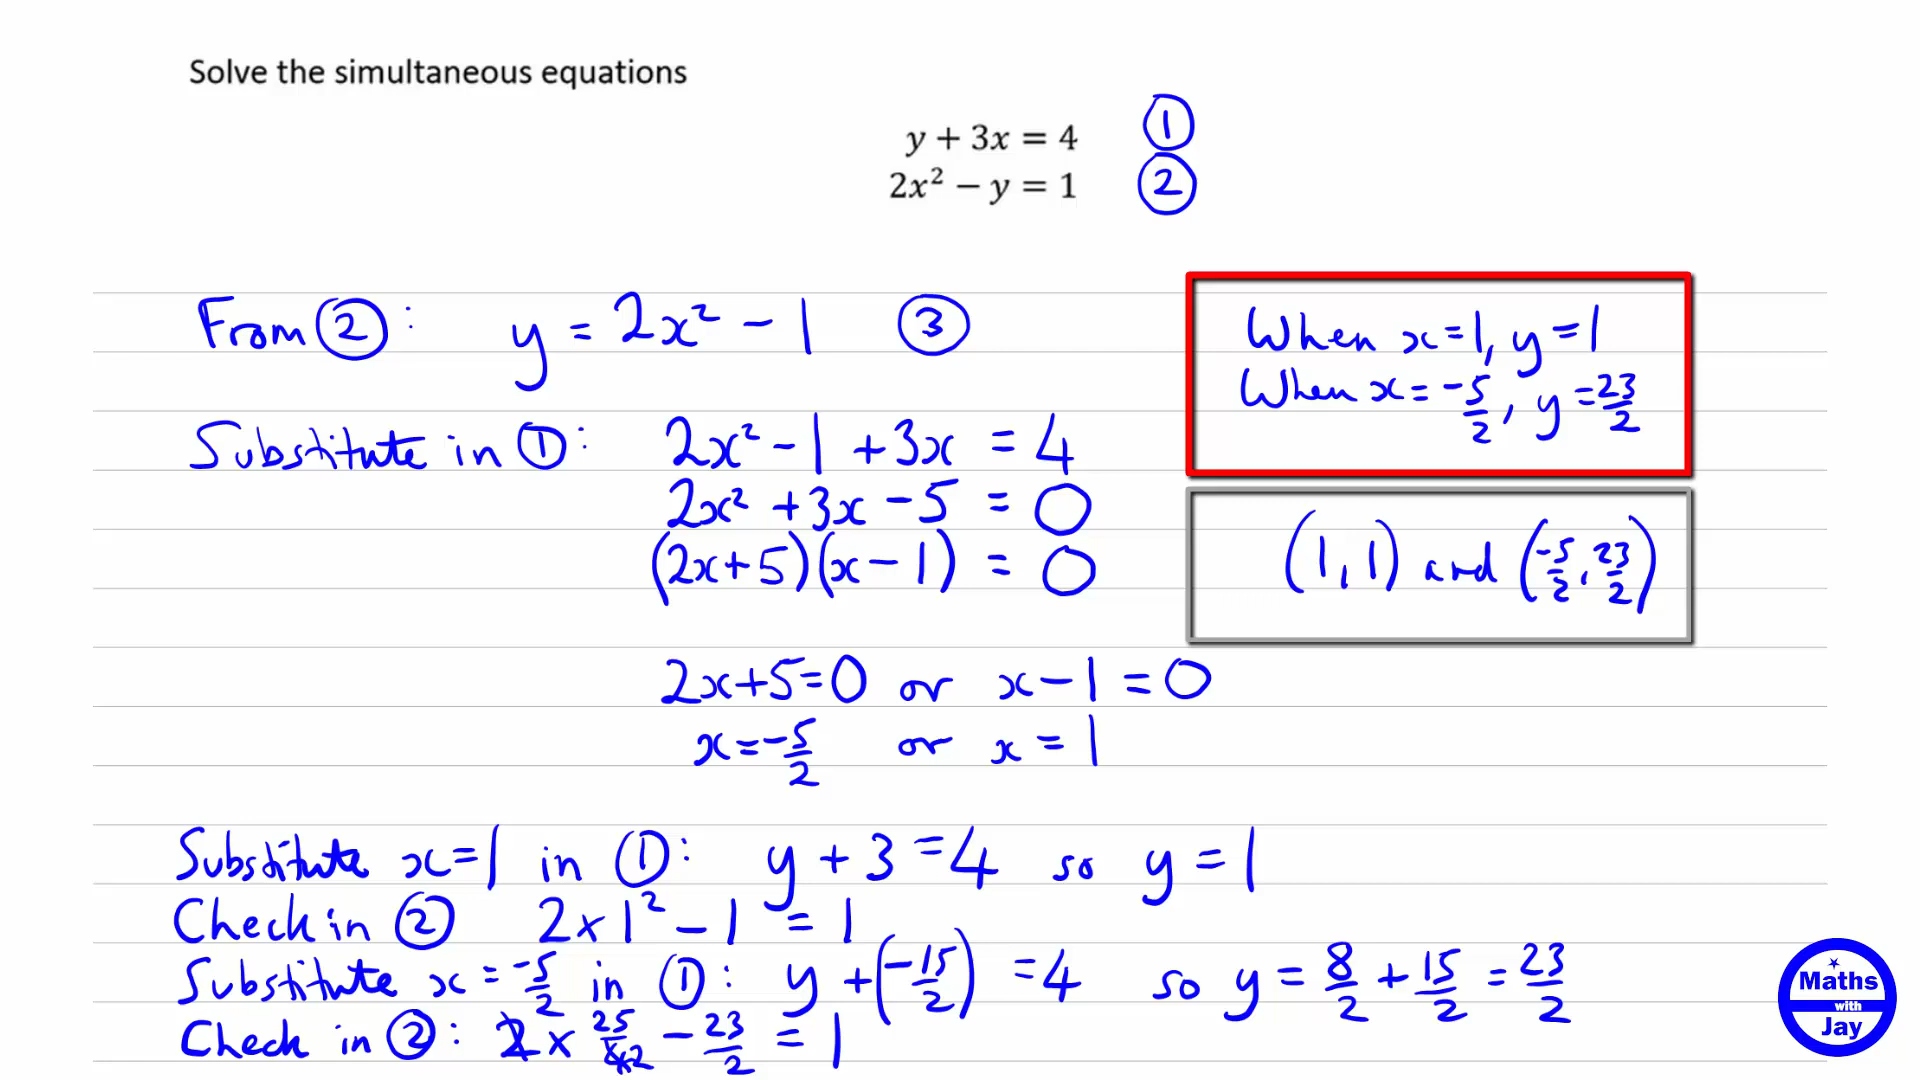 Solve the simultaneous equations
y + 3x = 4 ①
2x² − y = 1 ②
From ②: y = 2x² − 1 ③
Substitute in ①: 2x² − 1 + 3x = 4
2x² + 3x − 5 = 0
(2x+5)(x−1) = 0
2x+5=0 or x−1=0
x=−5/2 or x=1
When x=1, y=1
When x=−5/2, y=23/2
(1,1) and (−5/2, 23/2)
Substitute x=1 in ①: y+3=4 so y=1
Check in ② 2×1²−1=1
Substitute x=−5/2 in ①: y+(−15/2)=4 so y=8/2+15/2=23/2
Check in ②: 2×25/42−23/2=1
Maths
with
Jay